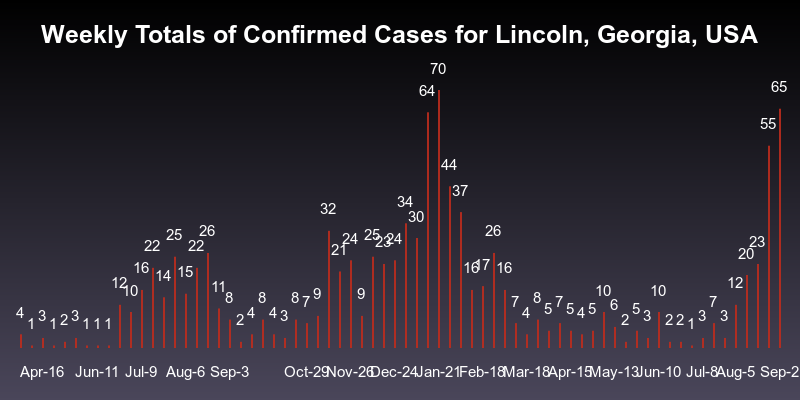 Weekly Totals of Confirmed Cases for Lincoln, Georgia, USA
4 1 3 1 2 3 1 1 1 12 10 16 22 14 25 15 22 26 11 8 2 4 8 4 3 8 7 9 32 21 24 9 25 23 24 34 30 64 70 44 37 16 17 26 16 7 4 8 5 7 5 4 5 10 6 2 5 3 10 2 2 1 3 7 3 12 20 23 55 65
Apr-16 Jun-11 Jul-9 Aug-6 Sep-3 Oct-29 Nov-26 Dec-24 Jan-21 Feb-18 Mar-18 Apr-15 May-13 Jun-10 Jul-8 Aug-5 Sep-2